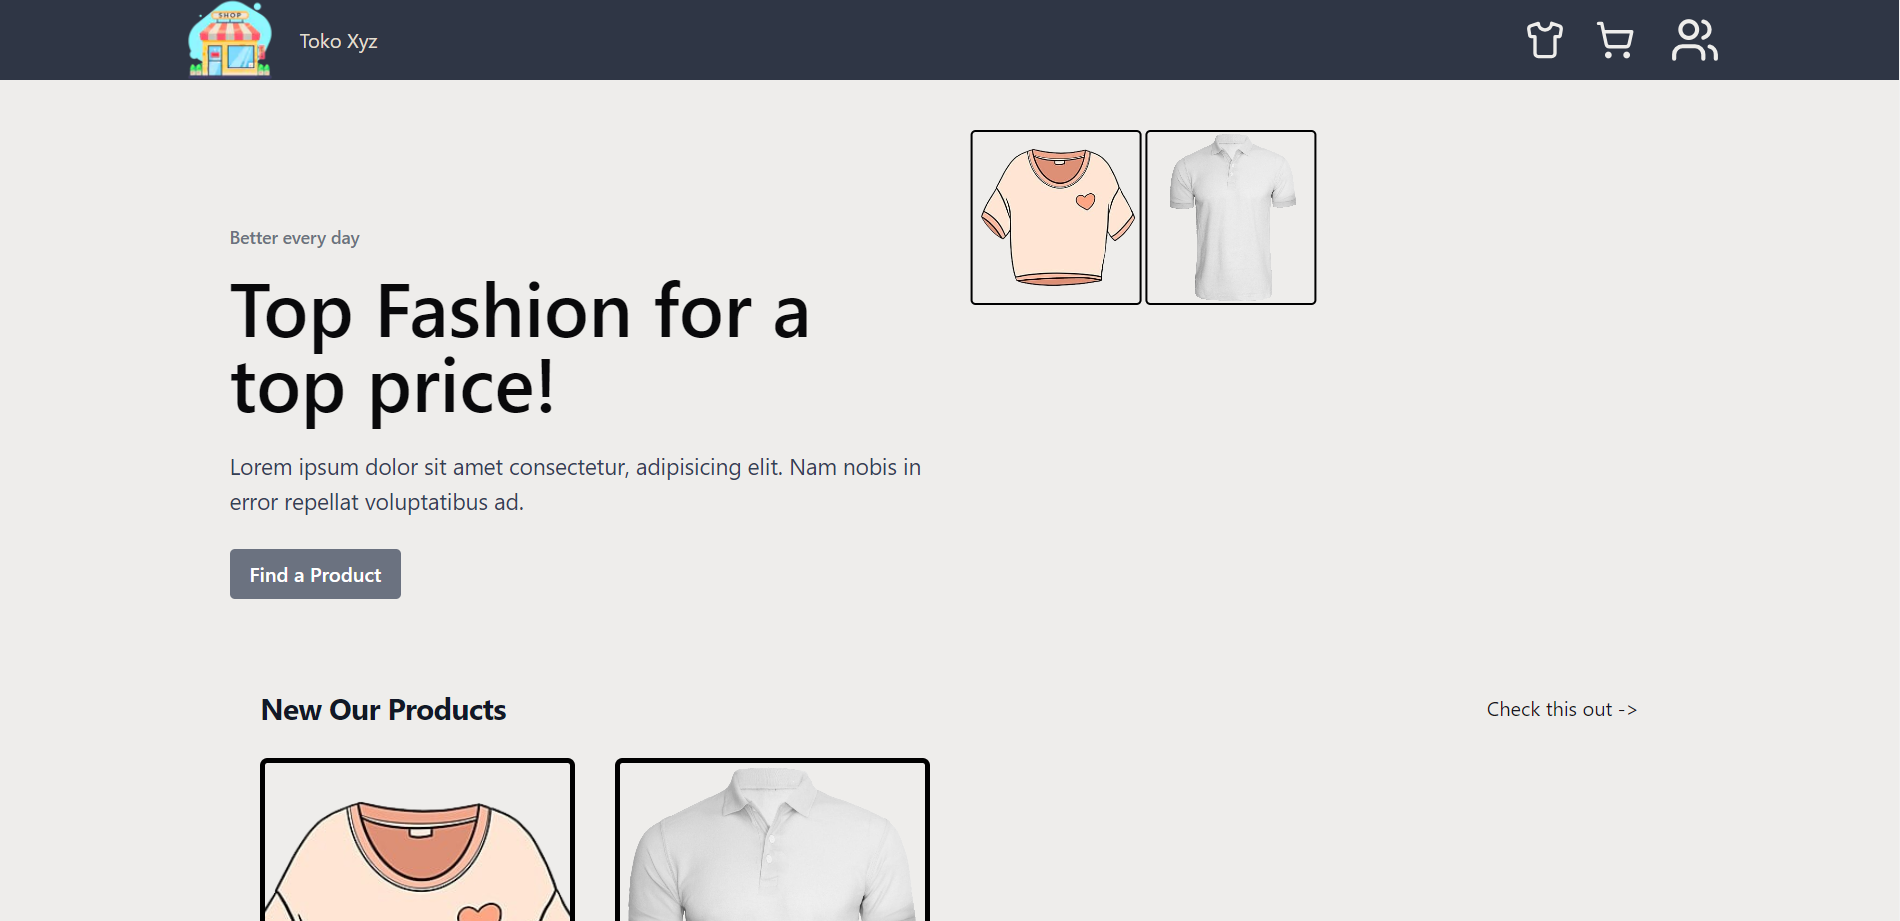 SHOP
Toko Xyz
Better every day
Top Fashion for a
top price!
Lorem ipsum dolor sit amet consectetur, adipisicing elit. Nam nobis in
error repellat voluptatibus ad.
Find a Product
New Our Products
Check this out ->